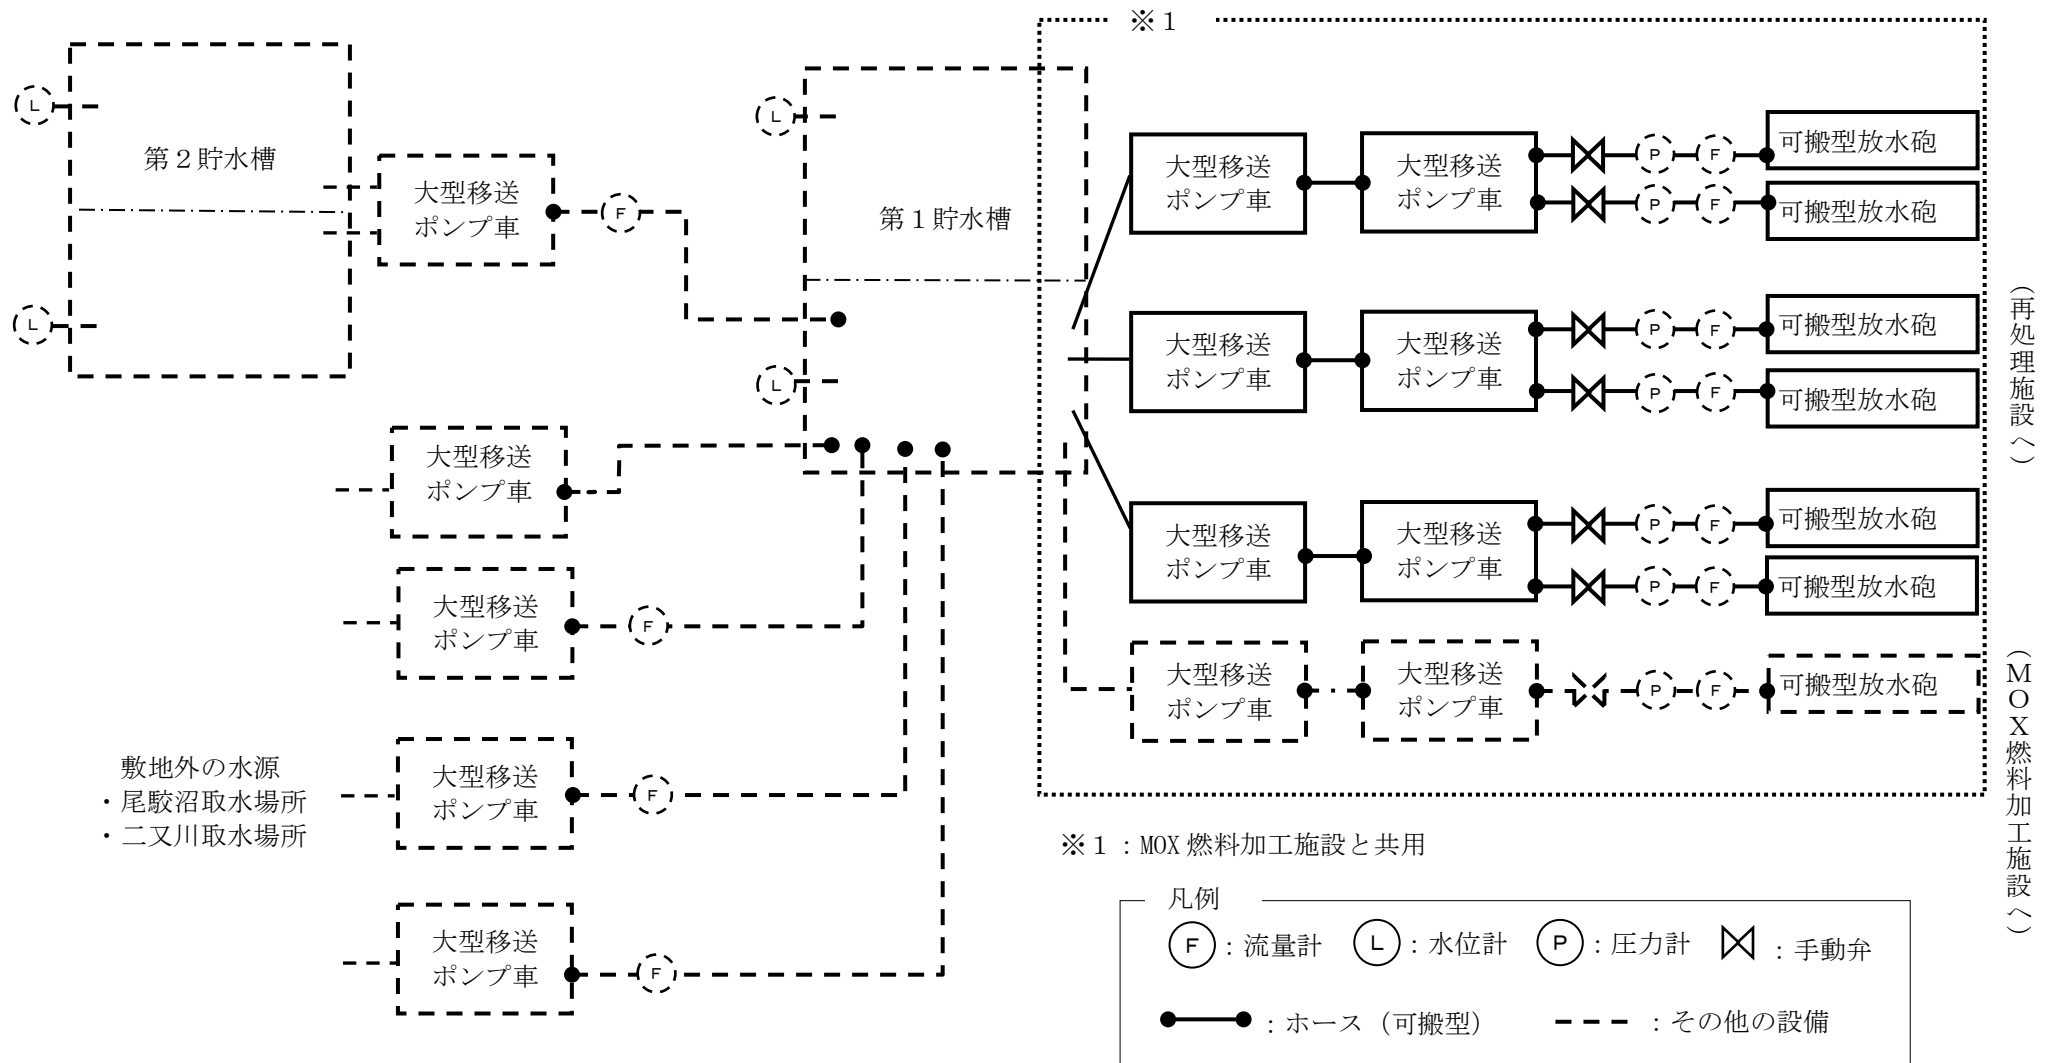 ※１
第２貯水槽
L
L
大型移送
ポンプ車
F
第１貯水槽
L
L
大型移送
ポンプ車
大型移送
ポンプ車
P
F
可搬型放水砲
P
F
可搬型放水砲
大型移送
ポンプ車
大型移送
ポンプ車
P
F
可搬型放水砲
P
F
可搬型放水砲
大型移送
ポンプ車
大型移送
ポンプ車
P
F
可搬型放水砲
P
F
可搬型放水砲
（再処理施設へ）
大型移送
ポンプ車
大型移送
ポンプ車
P
F
可搬型放水砲
（ＭＯＸ燃料加工施設へ）
大型移送
ポンプ車
大型移送
ポンプ車
F
大型移送
ポンプ車
F
大型移送
ポンプ車
F
敷地外の水源
・尾駮沼取水場所
・二又川取水場所
※１：MOX 燃料加工施設と共用
凡例
F：流量計 L：水位計 P：圧力計 ：手動弁
：ホース（可搬型） ：その他の設備